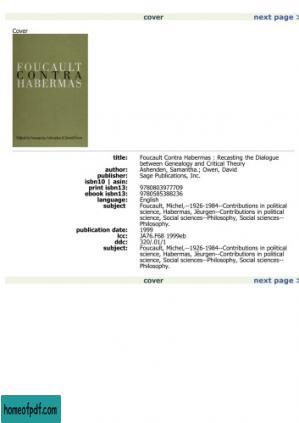 cover
next page >
Cover
FOUCAULT
CONTRA
HABERMAS
Edited by Samantha Ashenden & David Owen
title: Foucault Contra Habermas : Recasting the Dialogue
between Genealogy and Critical Theory
author: Ashenden, Samantha.; Owen, David
publisher: Sage Publications, Inc.
isbn10 | asin:
print isbn13: 9780803977709
ebook isbn13: 9780585388236
language: English
subject Foucault, Michel,--1926-1984--Contributions in political
science, Habermas, Jèurgen--Contributions in political
science, Social sciences--Philosophy, Social sciences--
Philosophy.
publication date: 1999
lcc: JA76.F68 1999eb
ddc: 320/.01/1
subject: Foucault, Michel,--1926-1984--Contributions in political
science, Habermas, Jèurgen--Contributions in political
science, Social sciences--Philosophy, Social sciences--
Philosophy.
cover
next page >
homeofpdf.com